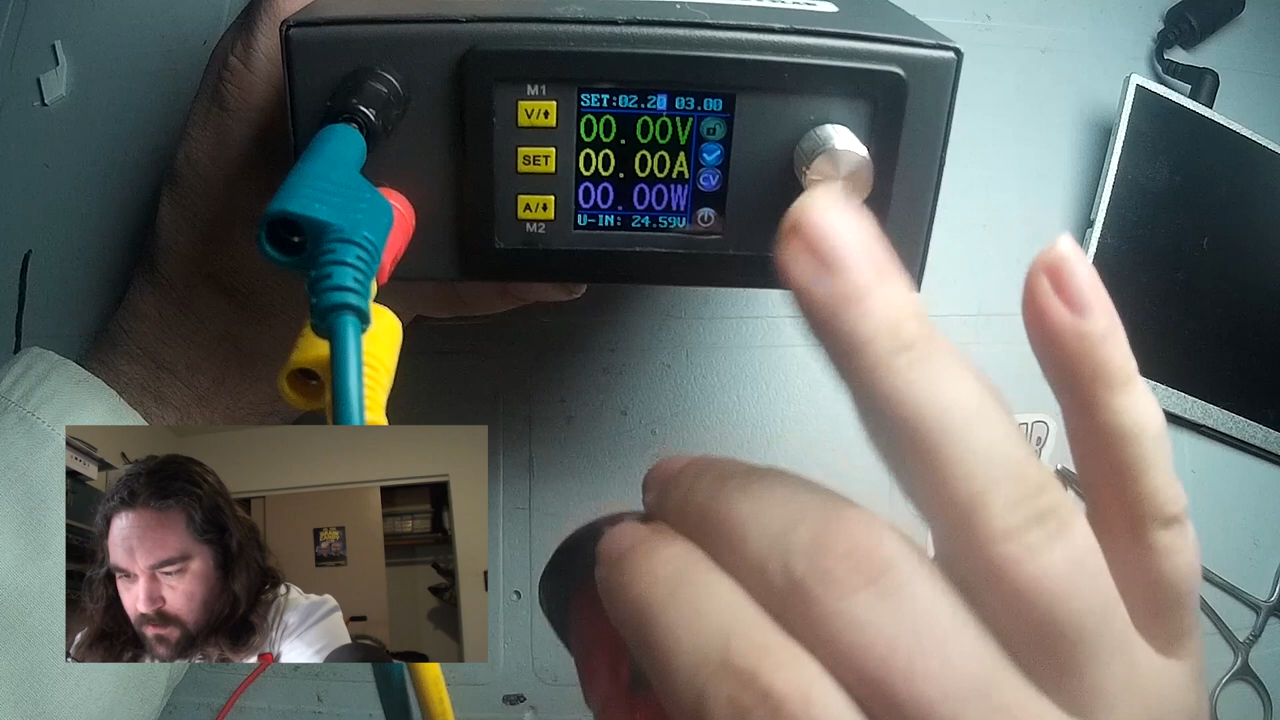 M1
V/⬆
SET
A/⬇
M2
SET:02.20 03.00
00.00V
00.00A
00.00W
U-IN: 24.59V
CV